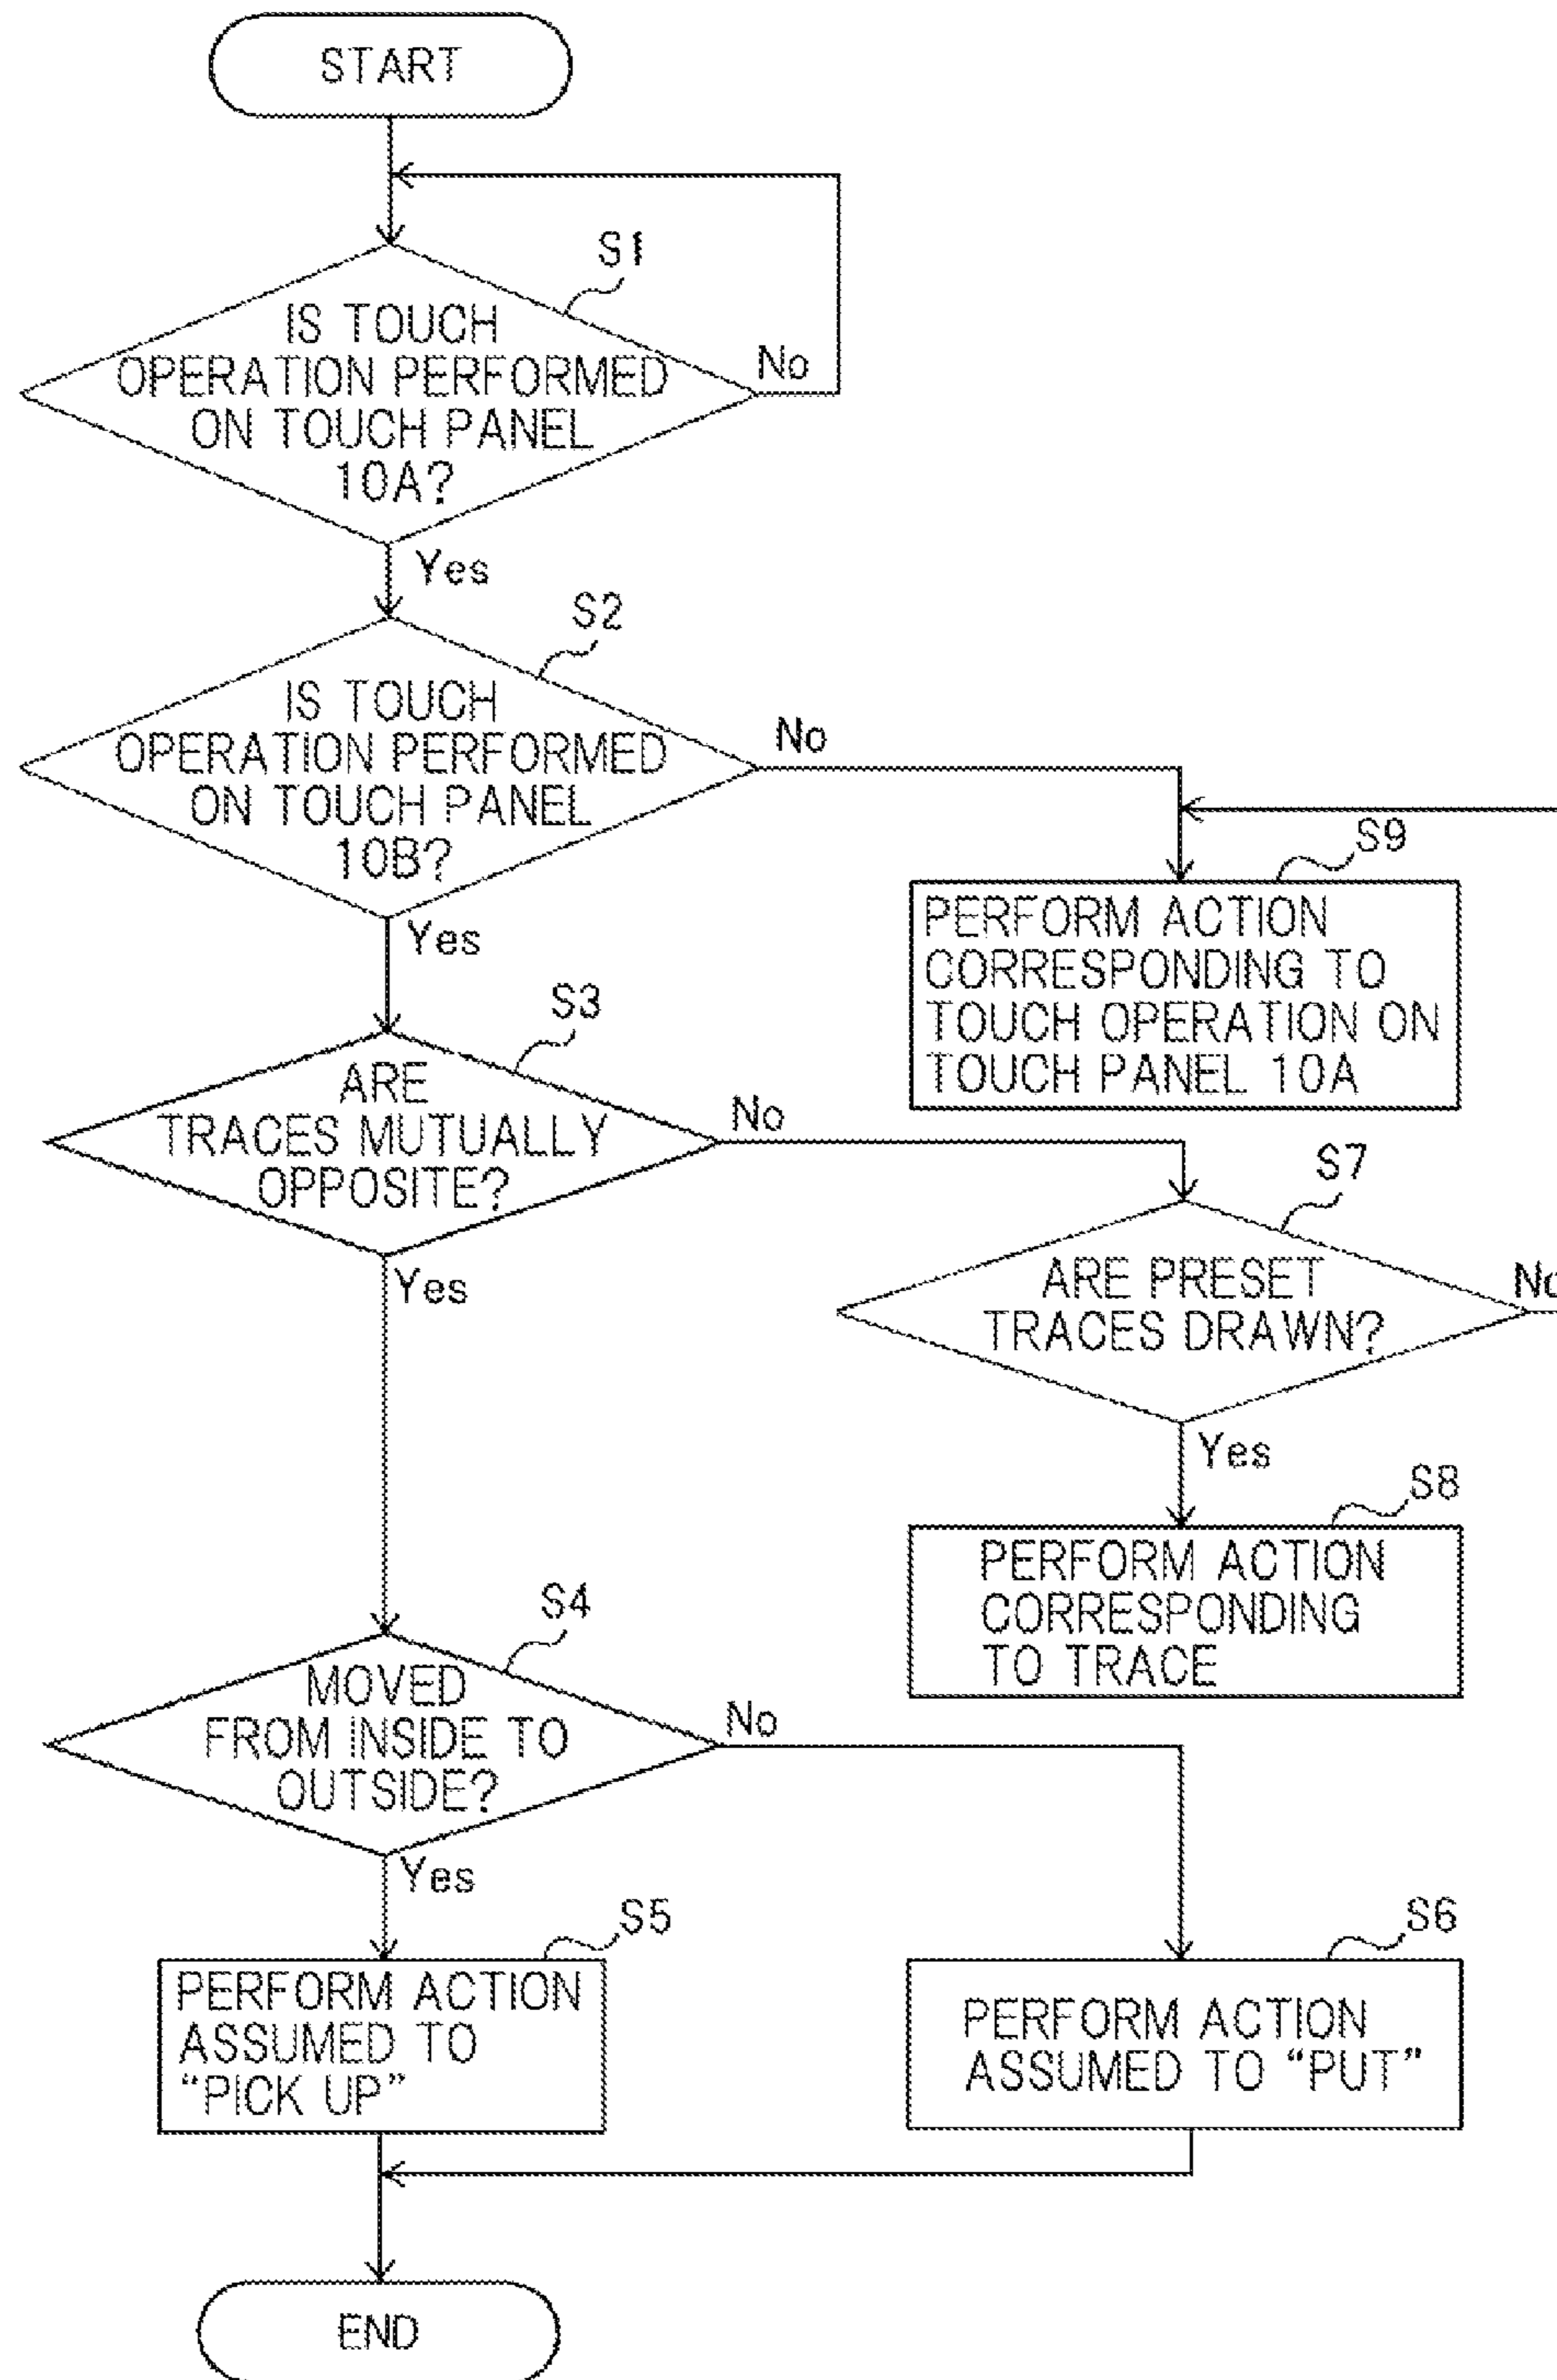 START
S1
IS TOUCH
OPERATION PERFORMED
ON TOUCH PANEL
10A?
No
Yes
S2
IS TOUCH
OPERATION PERFORMED
ON TOUCH PANEL
10B?
No
Yes
S9
PERFORM ACTION
CORRESPONDING TO
TOUCH OPERATION ON
TOUCH PANEL 10A
S3
ARE
TRACES MUTUALLY
OPPOSITE?
No
Yes
S7
ARE PRESET
TRACES DRAWN?
No
Yes
S8
PERFORM ACTION
CORRESPONDING
TO TRACE
S4
MOVED
FROM INSIDE TO
OUTSIDE?
No
Yes
S5
PERFORM ACTION
ASSUMED TO
“PICK UP”
S6
PERFORM ACTION
ASSUMED TO “PUT”
END